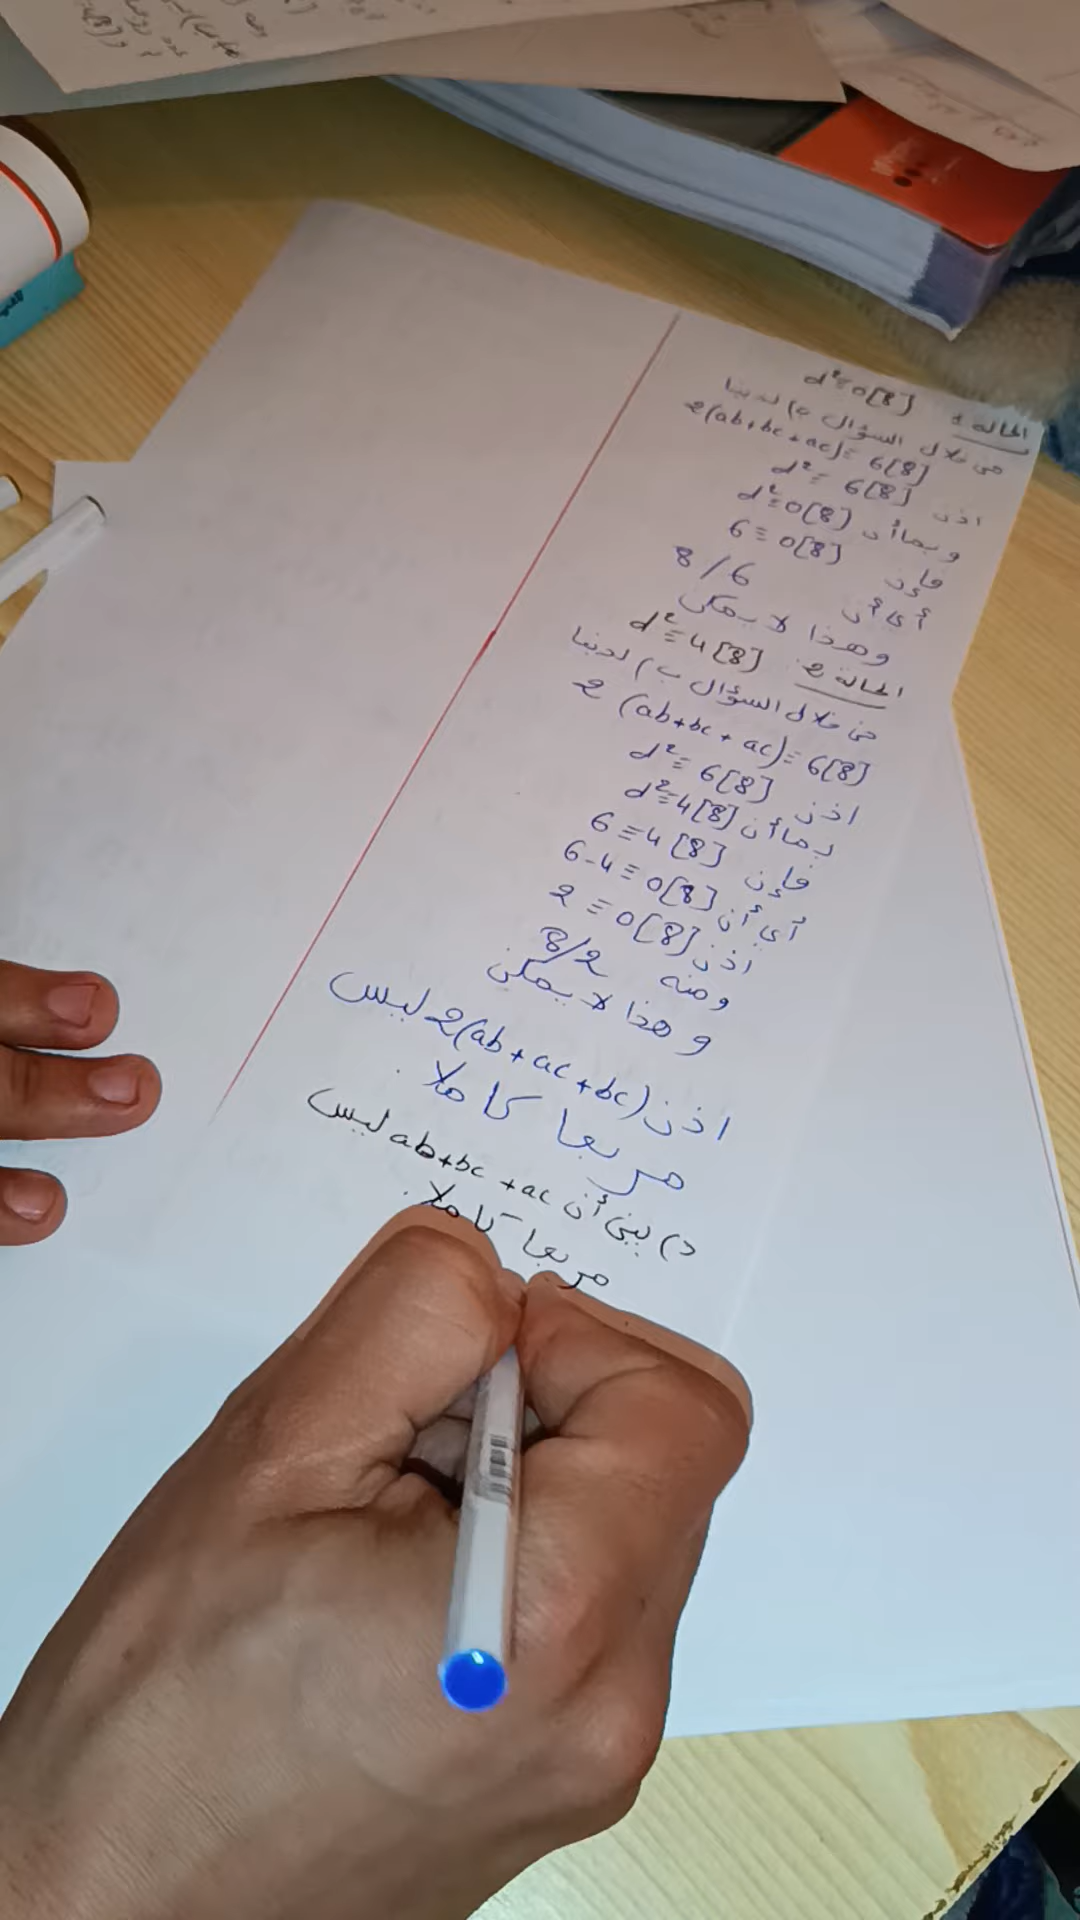 الحالة 1 d²≡0[8]
من خلال السؤال ب) لدينا
2(ab+bc+ac)≡6[8]
اذن d²≡6[8]
وبما أن d²≡0[8]
فإن 6≡0[8]
أي أن 8/6
وهذا لا يمكن
الحالة 2: d²≡4[8]
من خلال السؤال ب) لدينا
2(ab+bc+ac)≡6[8]
اذن d²≡6[8]
بما أن d²≡4[8]
فإن 6≡4[8]
أي أن 6-4≡0[8]
اذن 2≡0[8]
ومنه 8/2
وهذا لا يمكن.
اذن 2(ab+ac+bc) ليس
مربعا كاملا.
د) بين أن ab+bc+ac ليس
مربعا كاملا.